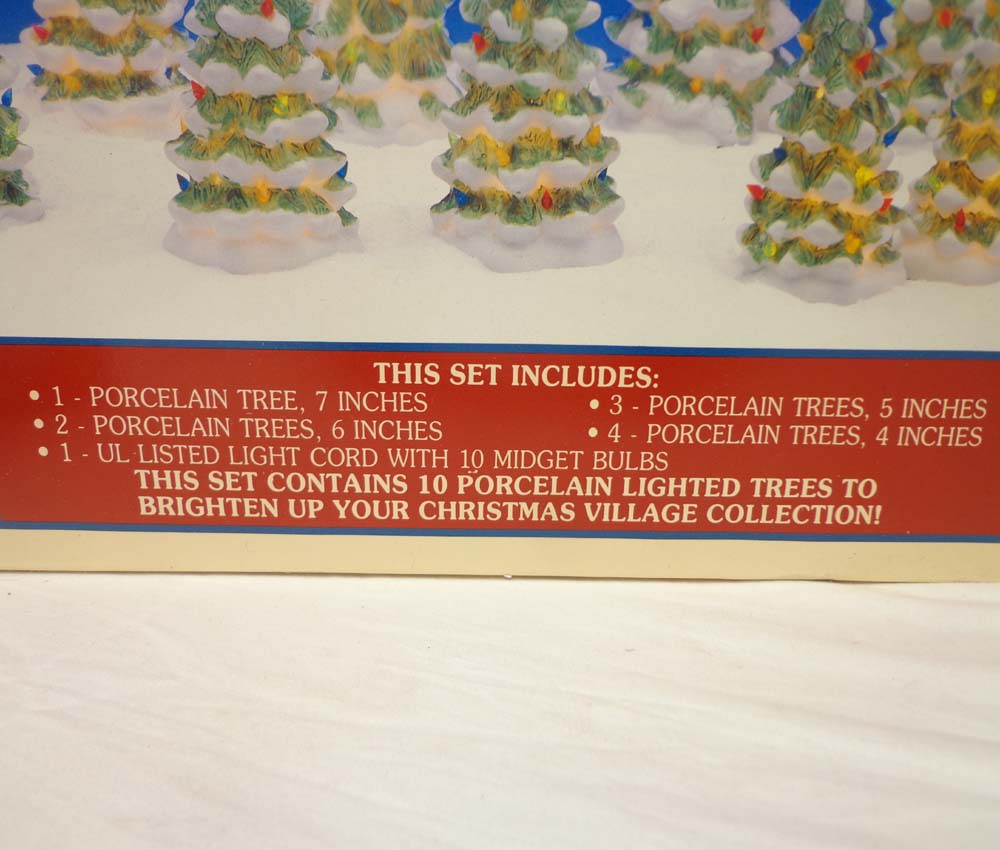 THIS SET INCLUDES:
• 1 - PORCELAIN TREE, 7 INCHES
• 2 - PORCELAIN TREES, 6 INCHES
• 1 - UL LISTED LIGHT CORD WITH 10 MIDGET BULBS
• 3 - PORCELAIN TREES, 5 INCHES
• 4 - PORCELAIN TREES, 4 INCHES
THIS SET CONTAINS 10 PORCELAIN LIGHTED TREES TO
BRIGHTEN UP YOUR CHRISTMAS VILLAGE COLLECTION!